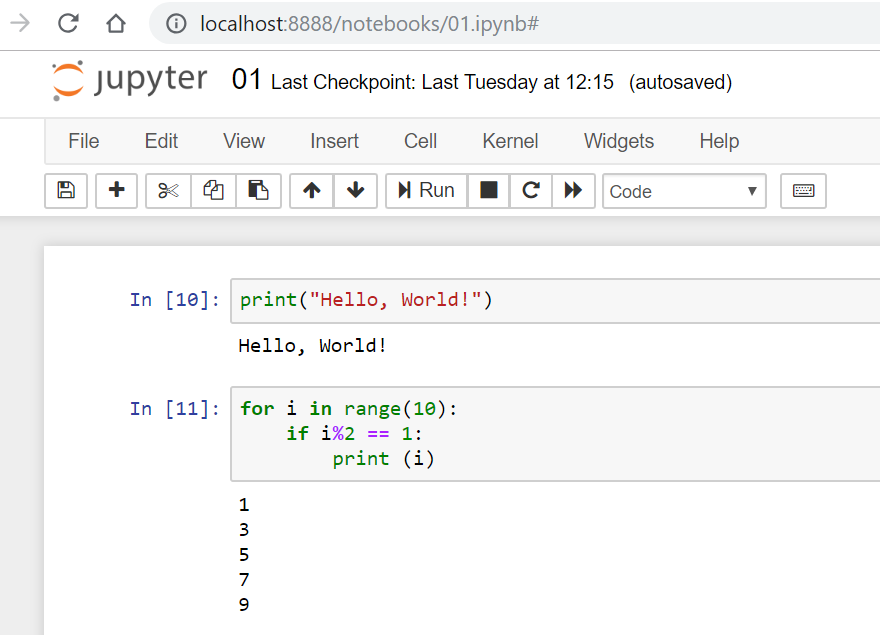 localhost:8888/notebooks/01.ipynb#
jupyter 01 Last Checkpoint: Last Tuesday at 12:15 (autosaved)
File Edit View Insert Cell Kernel Widgets Help
Run Code
In [10]: print("Hello, World!")
Hello, World!
In [11]: for i in range(10):
    if i%2 == 1:
        print (i)
1
3
5
7
9